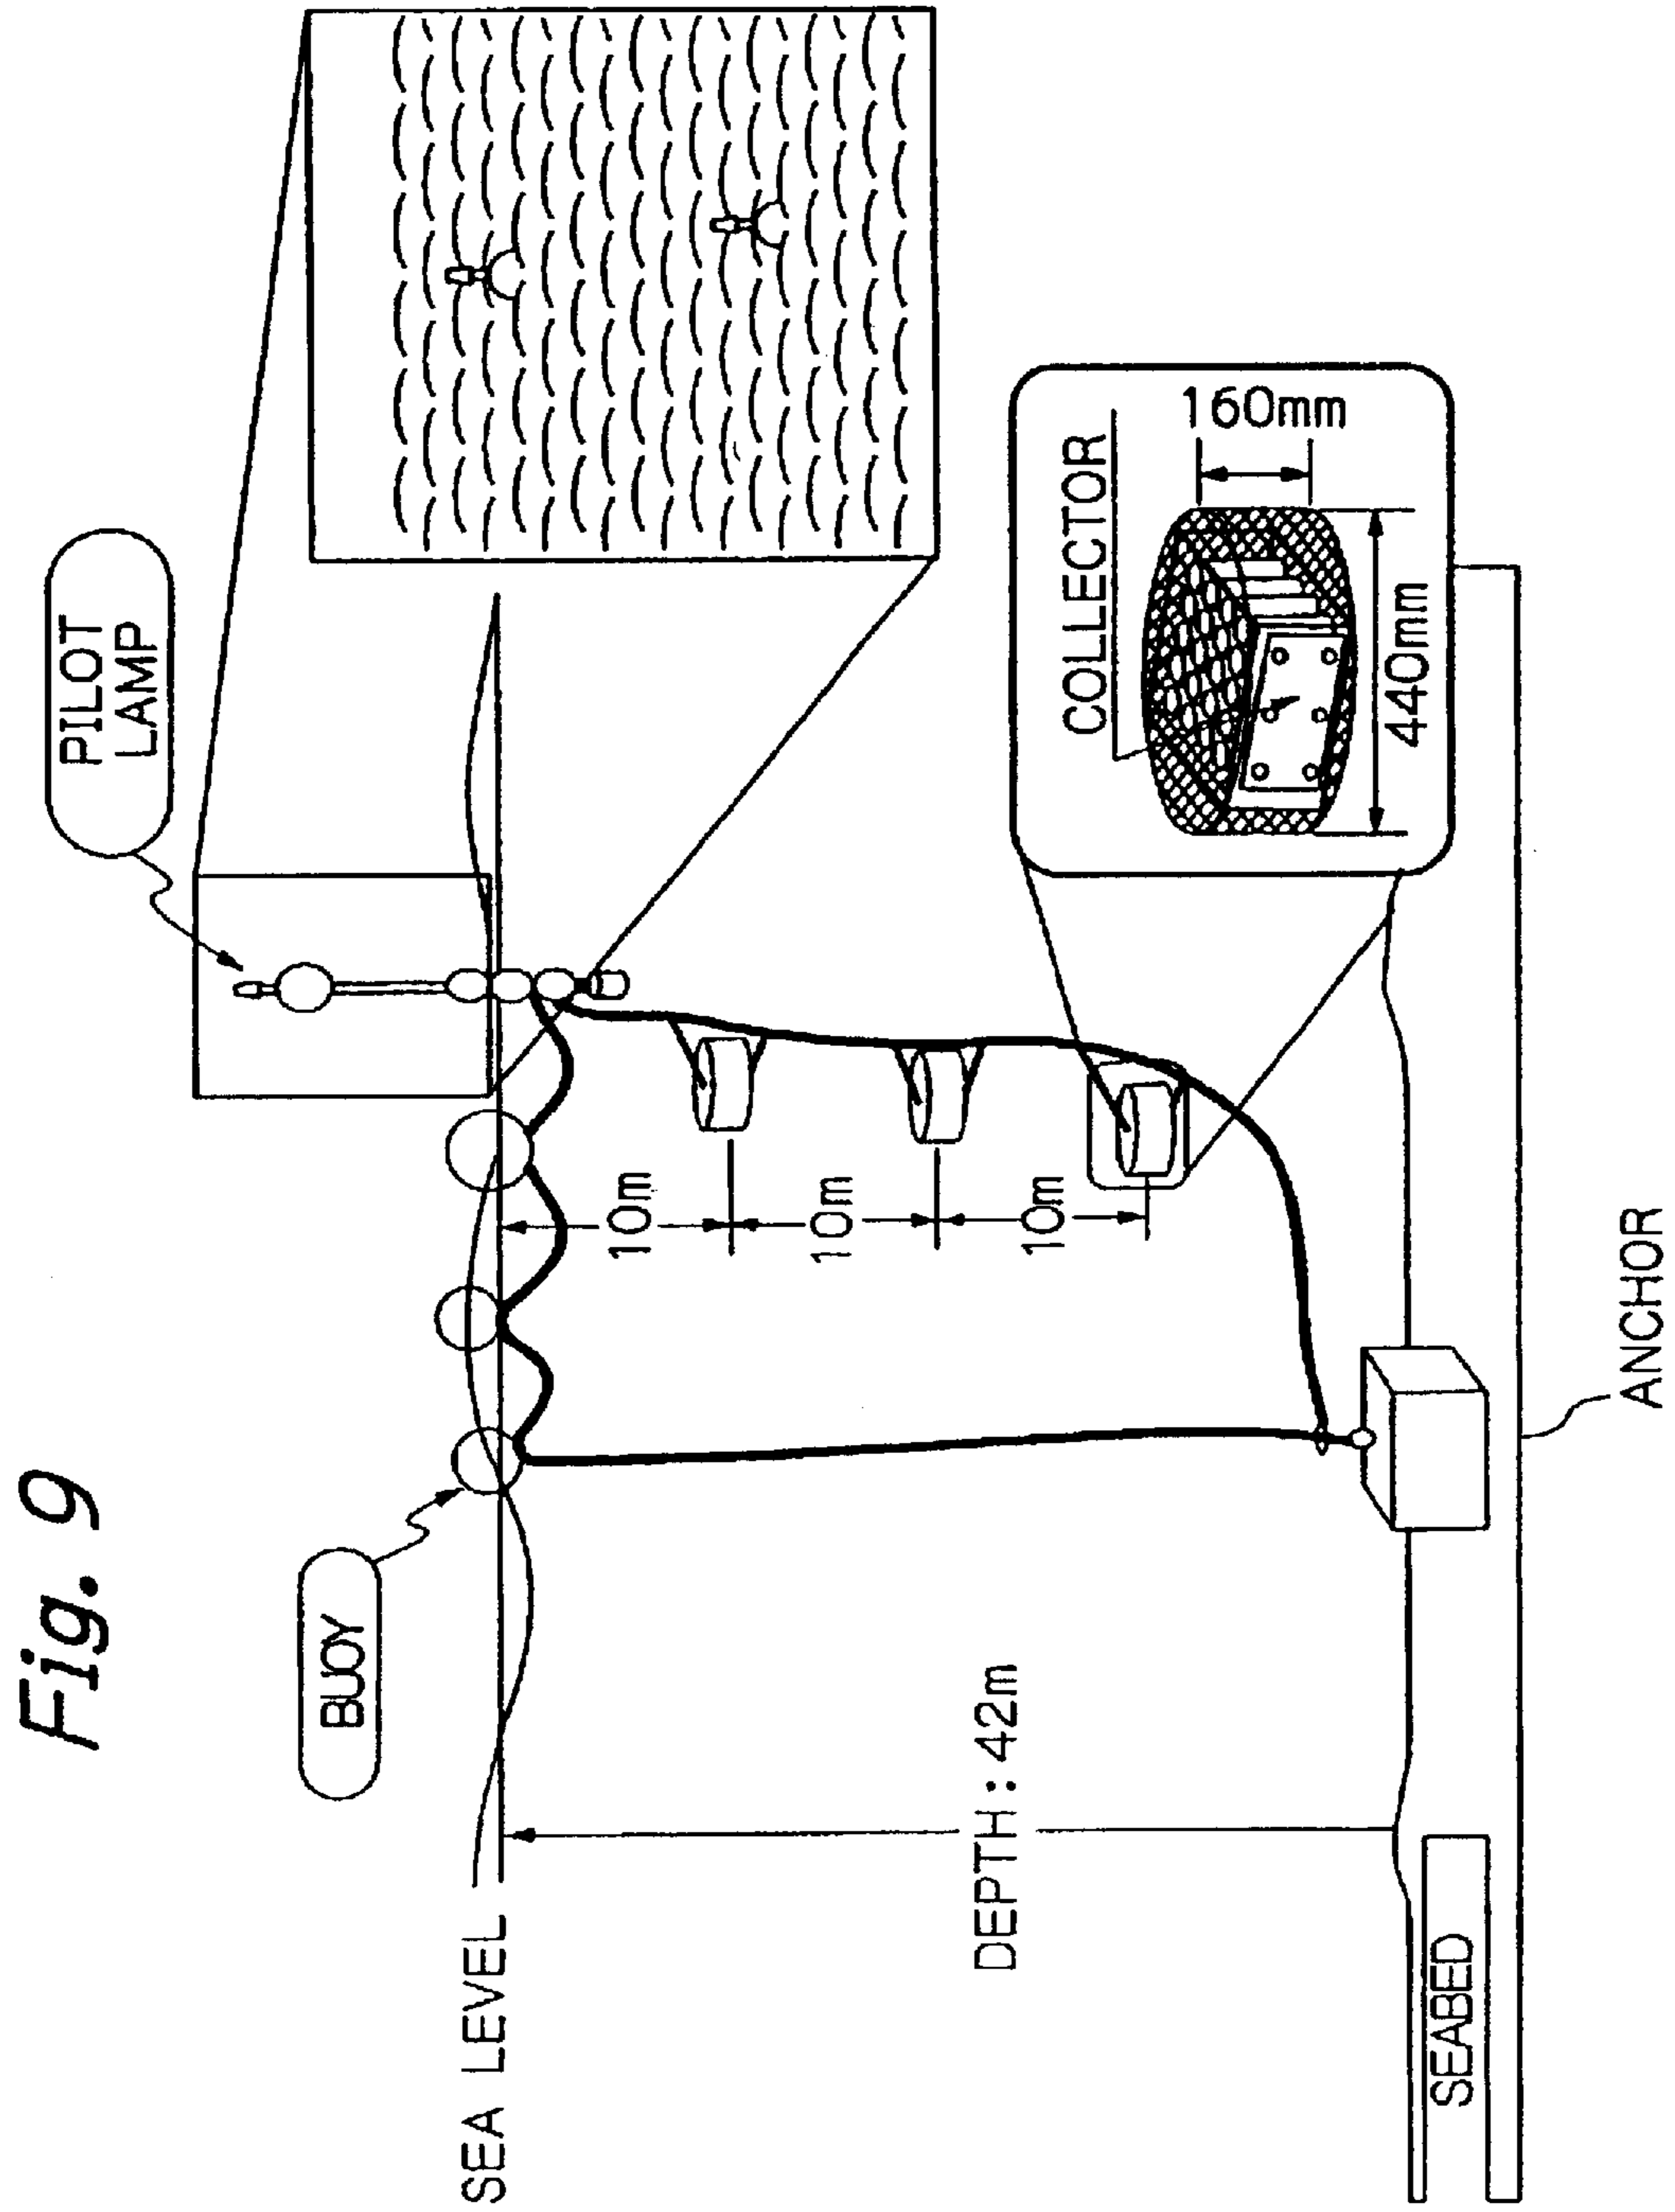 Fig. 9
PILOT
LAMP
BUOY
SEA LEVEL
10m
10m
10m
DEPTH:42m
COLLECTOR
160mm
440mm
SEABED
ANCHOR